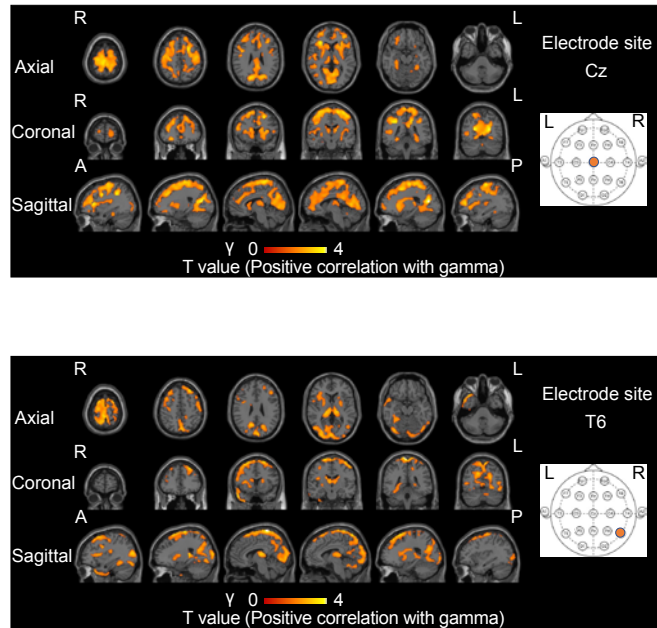 R L
Axial
Electrode site
Cz
R L
Coronal
L R
A P
Sagittal
γ 0 4
T value (Positive correlation with gamma)
R L
Axial
Electrode site
T6
L
Coronal
L R
A P
Sagittal
γ 0 4
T value (Positive correlation with gamma)